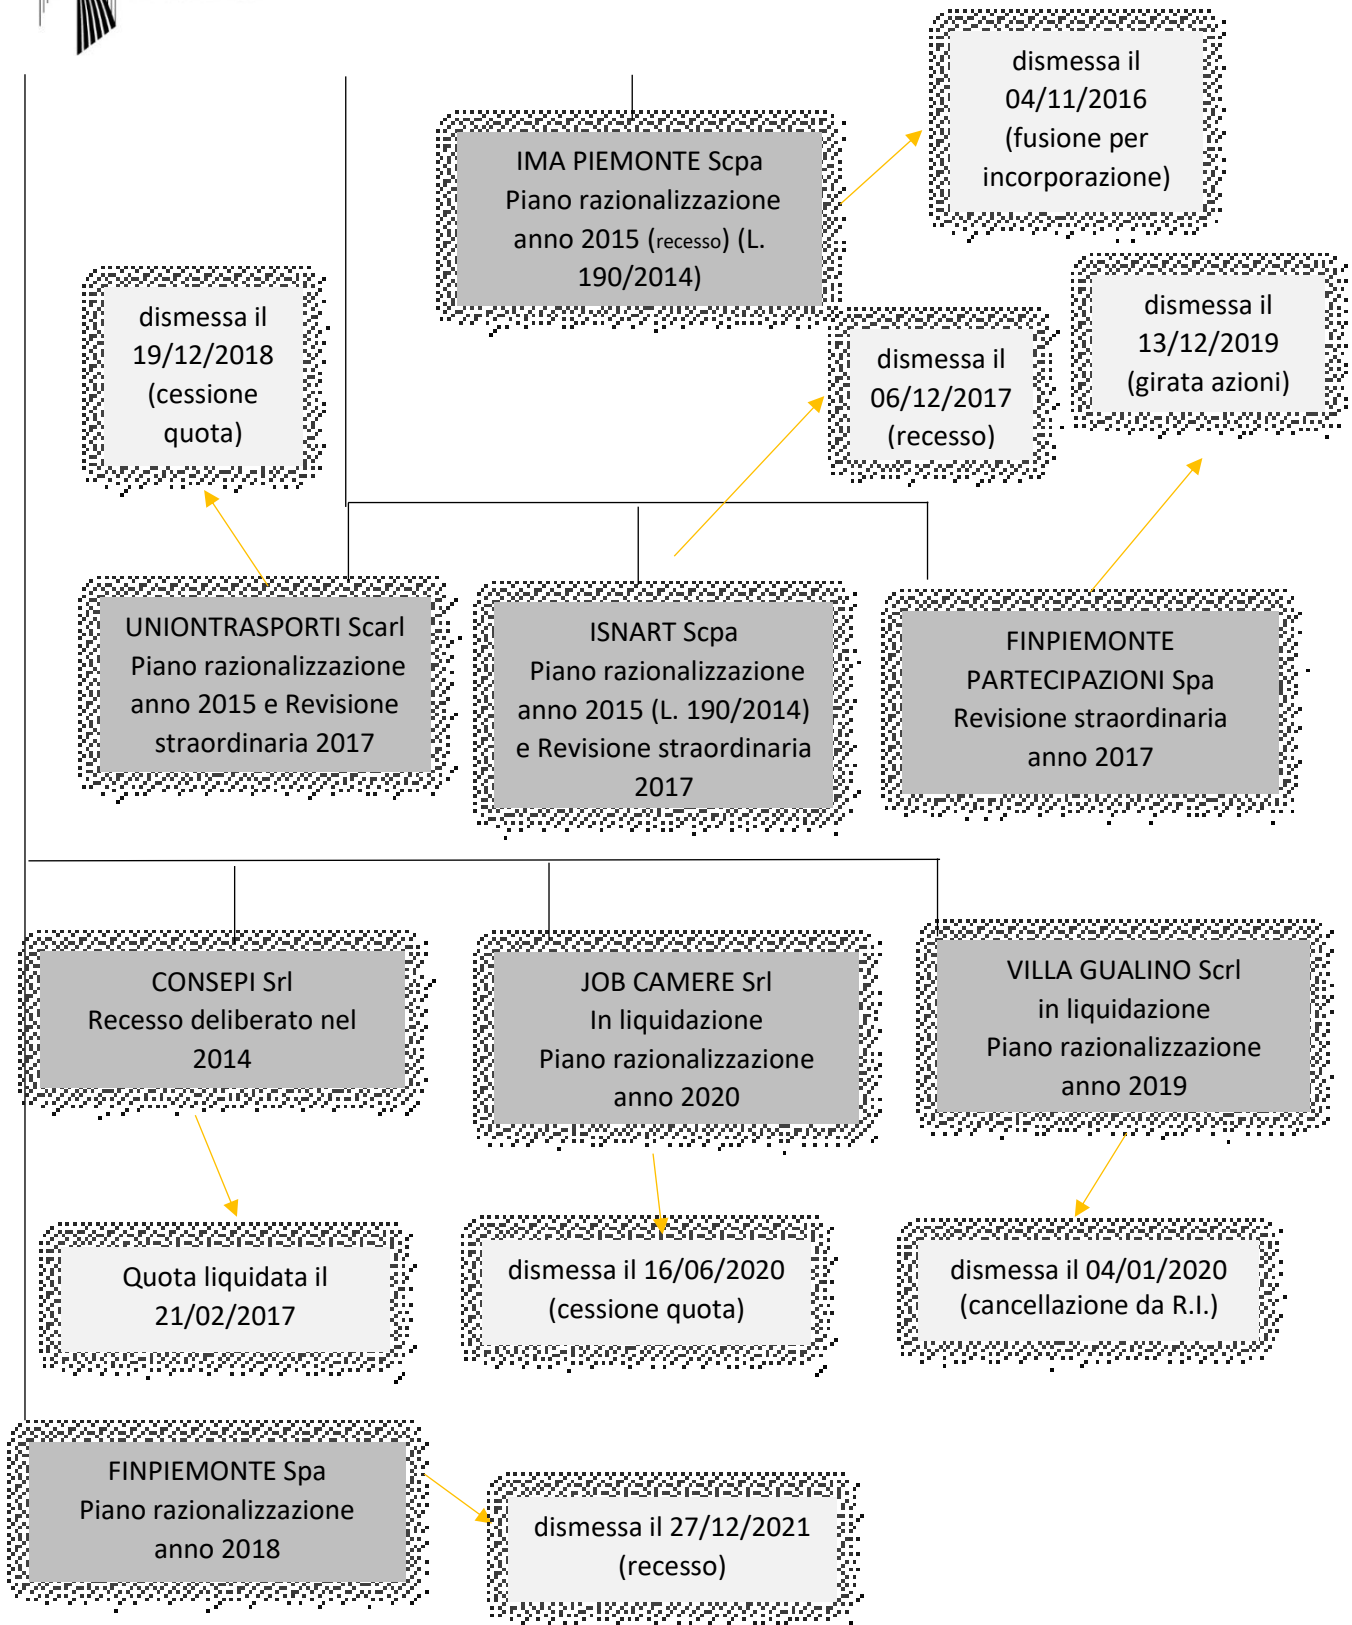 dismessa il
04/11/2016
(fusione per
incorporazione)
IMA PIEMONTE Scpa
Piano razionalizzazione
anno 2015 (recesso) (L.
190/2014)
dismessa il
19/12/2018
(cessione
quota)
dismessa il
06/12/2017
(recesso)
dismessa il
13/12/2019
(girata azioni)
UNIONTRASPORTI Scarl
Piano razionalizzazione
anno 2015 e Revisione
straordinaria 2017
ISNART Scpa
Piano razionalizzazione
anno 2015 (L. 190/2014)
e Revisione straordinaria
2017
FINPIEMONTE
PARTECIPAZIONI Spa
Revisione straordinaria
anno 2017
CONSEPI Srl
Recesso deliberato nel
2014
JOB CAMERE Srl
In liquidazione
Piano razionalizzazione
anno 2020
VILLA GUALINO Scrl
in liquidazione
Piano razionalizzazione
anno 2019
Quota liquidata il
21/02/2017
dismessa il 16/06/2020
(cessione quota)
dismessa il 04/01/2020
(cancellazione da R.I.)
FINPIEMONTE Spa
Piano razionalizzazione
anno 2018
dismessa il 27/12/2021
(recesso)